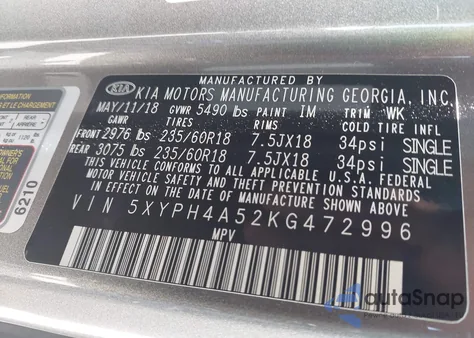 MANUFACTURED BY
KIA KIA MOTORS MANUFACTURING GEORGIA, INC.
MAY/11/18 GVWR 5490 lbs PAINT IM TRIM WK
GAWR TIRES RIMS COLD TIRE INFL
FRONT 2976 lbs 235/60R18 7.5JX18 34psi SINGLE
REAR 3075 lbs 235/60R18 7.5JX18 34psi SINGLE
THIS VEHICLE CONFORMS TO ALL APPLICABLE U.S.A. FEDERAL
MOTOR VEHICLE SAFETY AND THEFT PREVENTION STANDARDS
IN EFFECT ON THE DATE OF MANUFACTURE SHOWN ABOVE.
VIN 5XYPH4A52KG472996
MPV
6210
autoSnap